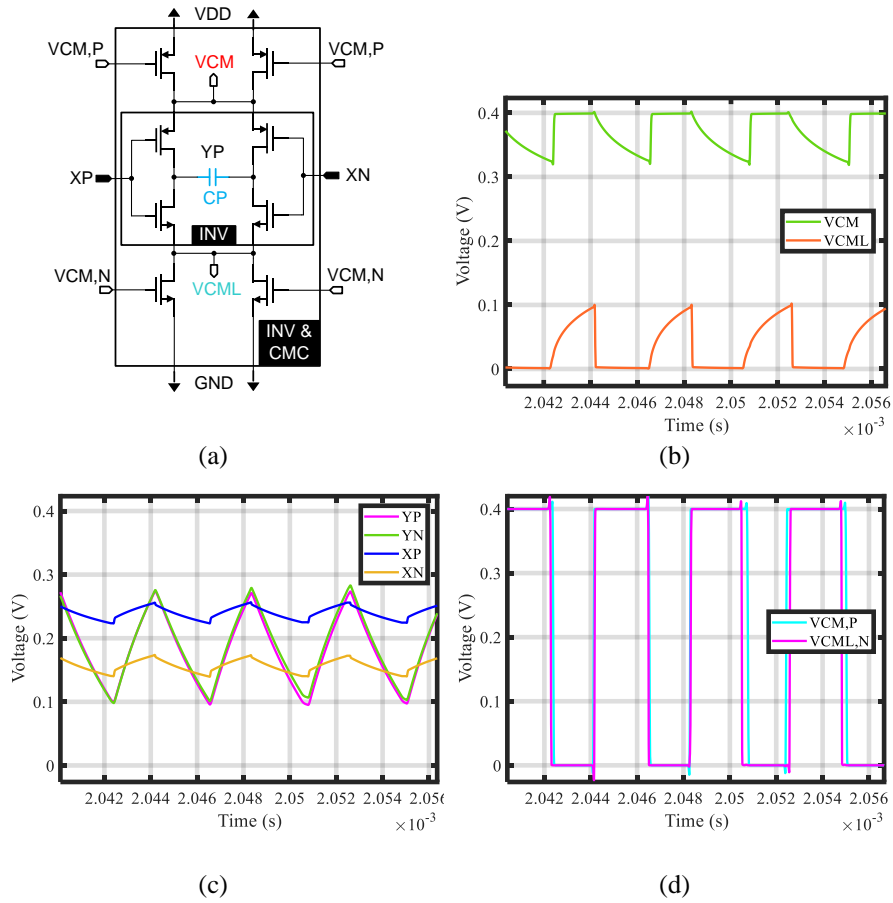 VDD
VCM,P
VCM
VCM,P
XP
YP
XN
CP
INV
VCM,N
VCML
VCM,N
INV &
CMC
GND
(a)
Voltage (V)
0.4
0.3
0.2
0.1
0
VCM
VCML
2.042 2.044 2.046 2.048 2.05 2.052 2.054 2.056
Time (s)
×10⁻³
(b)
Voltage (V)
0.4
0.3
0.2
0.1
0
YP
YN
XP
XN
2.042 2.044 2.046 2.048 2.05 2.052 2.054 2.056
Time (s)
×10⁻³
(c)
Voltage (V)
0.4
0.3
0.2
0.1
0
VCM,P
VCML,N
2.042 2.044 2.046 2.048 2.05 2.052 2.054 2.056
Time (s)
×10⁻³
(d)